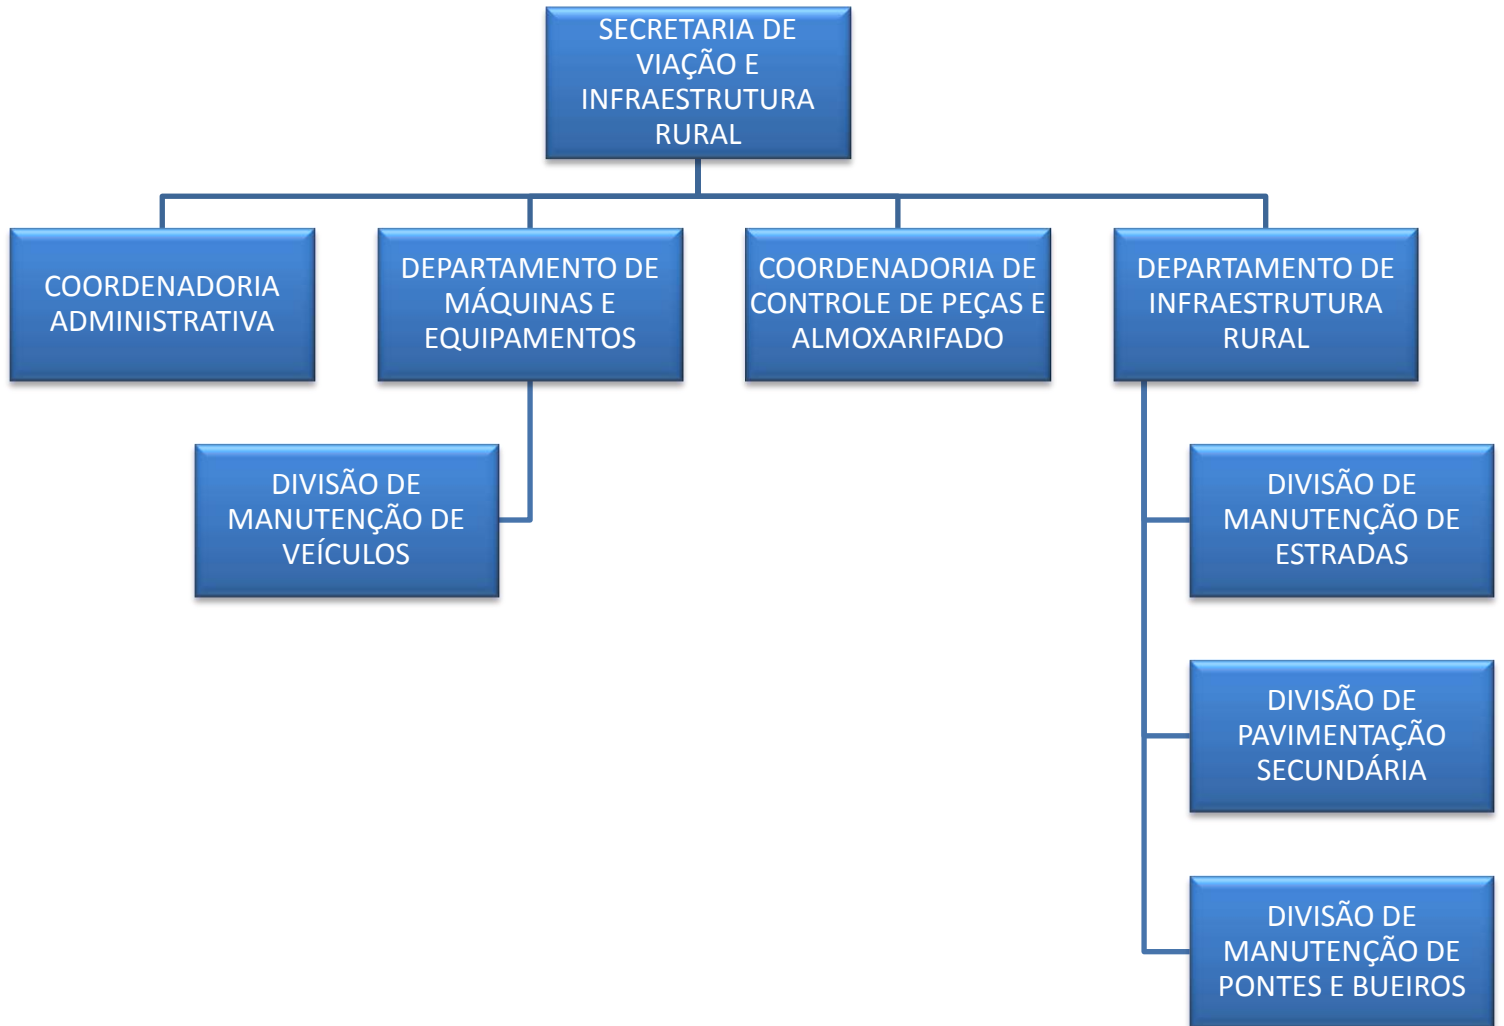 SECRETARIA DE
VIAÇÃO E
INFRAESTRUTURA
RURAL
COORDENADORIA
ADMINISTRATIVA
DEPARTAMENTO DE
MÁQUINAS E
EQUIPAMENTOS
COORDENADORIA DE
CONTROLE DE PEÇAS E
ALMOXARIFADO
DEPARTAMENTO DE
INFRAESTRUTURA
RURAL
DIVISÃO DE
MANUTENÇÃO DE
VEÍCULOS
DIVISÃO DE
MANUTENÇÃO DE
ESTRADAS
DIVISÃO DE
PAVIMENTAÇÃO
SECUNDÁRIA
DIVISÃO DE
MANUTENÇÃO DE
PONTES E BUEIROS